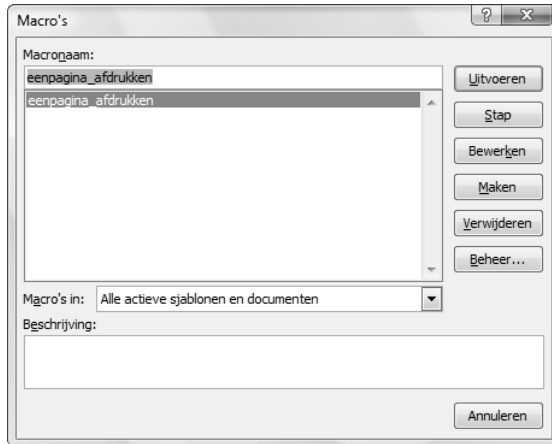 Macro's
Macronaam:
eenpagina_afdrukken
eenpagina_afdrukken
Uitvoeren
Stap
Bewerken
Maken
Verwijderen
Beheer...
Macro's in: Alle actieve sjablonen en documenten
Beschrijving:
Annuleren